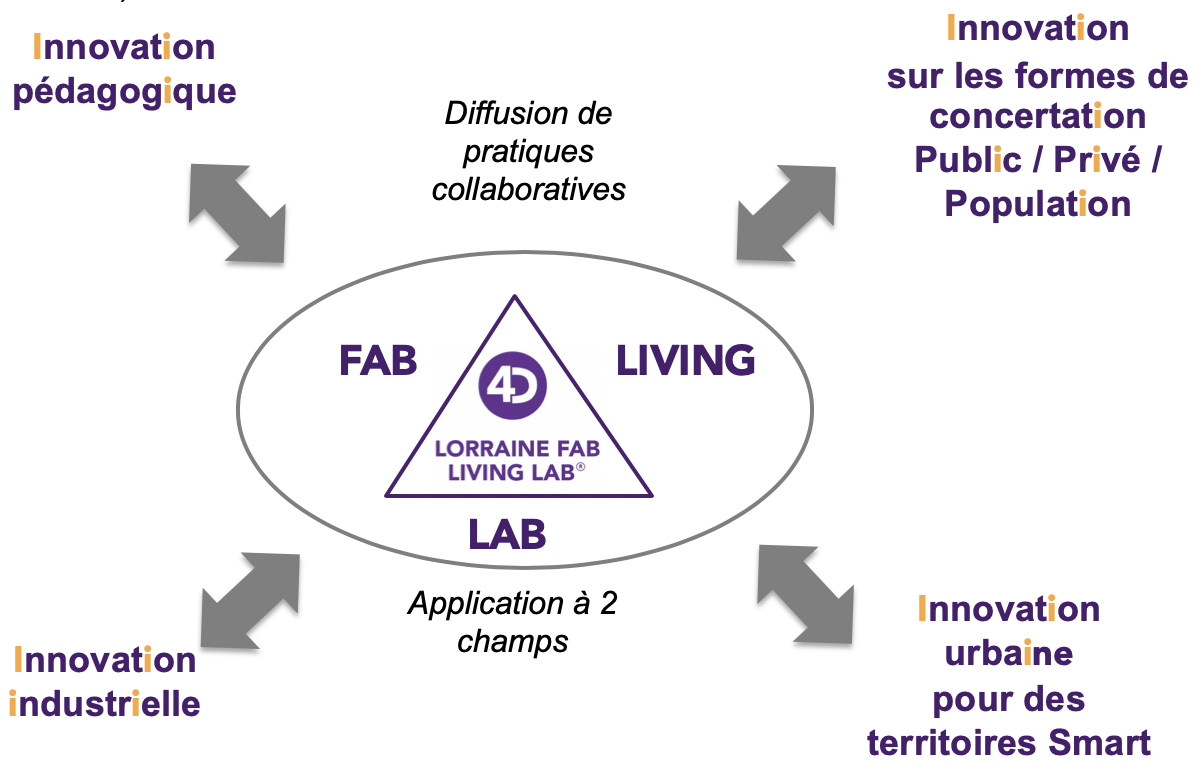 Innovation
pédagogique
Innovation
sur les formes de
concertation
Public / Privé /
Population
Diffusion de
pratiques
collaboratives
FAB
LIVING
4D
LORRAINE FAB
LIVING LAB®
LAB
Application à 2
champs
Innovation
industrielle
Innovation
urbaine
pour des
territoires Smart